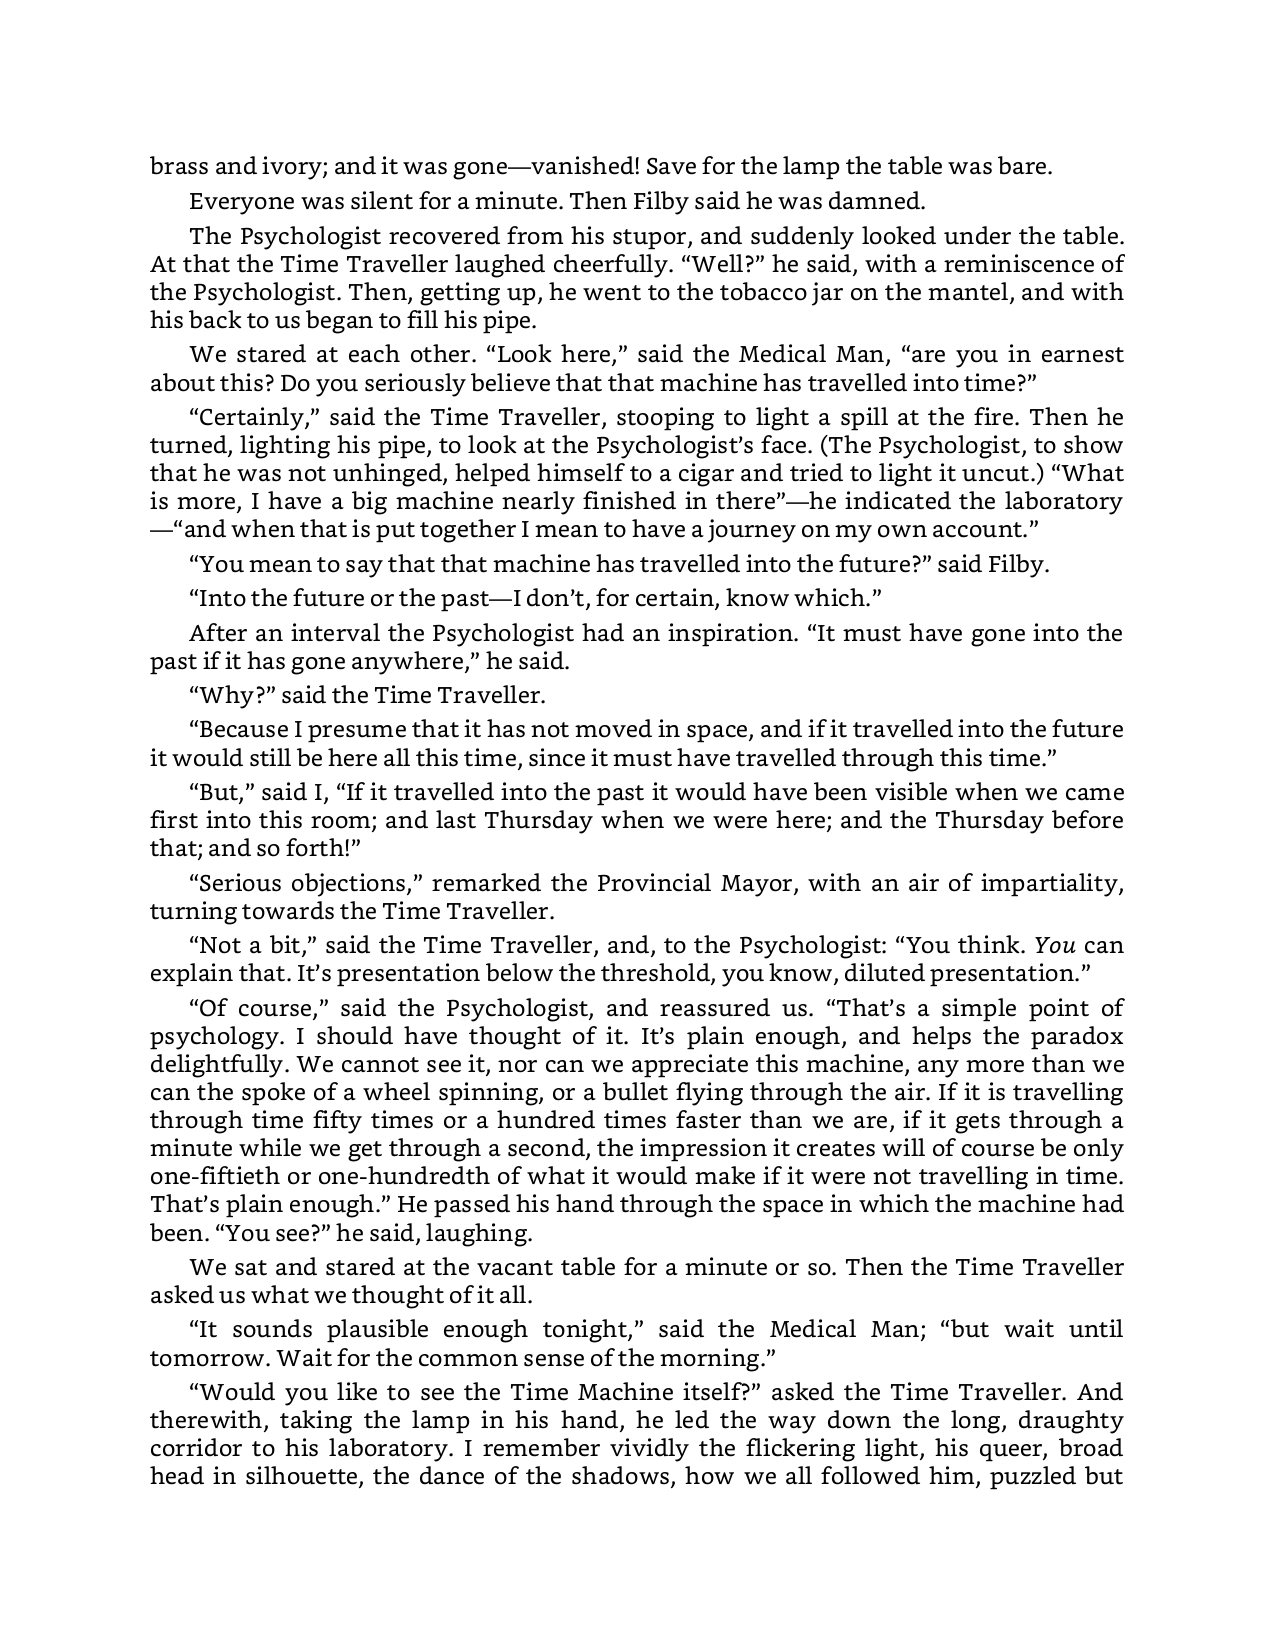 brass and ivory; and it was gone—vanished! Save for the lamp the table was bare.
Everyone was silent for a minute. Then Filby said he was damned.
The Psychologist recovered from his stupor, and suddenly looked under the table.
At that the Time Traveller laughed cheerfully. “Well?” he said, with a reminiscence of
the Psychologist. Then, getting up, he went to the tobacco jar on the mantel, and with
his back to us began to fill his pipe.
We stared at each other. “Look here,” said the Medical Man, “are you in earnest
about this? Do you seriously believe that that machine has travelled into time?”
“Certainly,” said the Time Traveller, stooping to light a spill at the fire. Then he
turned, lighting his pipe, to look at the Psychologist’s face. (The Psychologist, to show
that he was not unhinged, helped himself to a cigar and tried to light it uncut.) “What
is more, I have a big machine nearly finished in there”—he indicated the laboratory
—“and when that is put together I mean to have a journey on my own account.”
“You mean to say that that machine has travelled into the future?” said Filby.
“Into the future or the past—I don’t, for certain, know which.”
After an interval the Psychologist had an inspiration. “It must have gone into the
past if it has gone anywhere,” he said.
“Why?” said the Time Traveller.
“Because I presume that it has not moved in space, and if it travelled into the future
it would still be here all this time, since it must have travelled through this time.”
“But,” said I, “If it travelled into the past it would have been visible when we came
first into this room; and last Thursday when we were here; and the Thursday before
that; and so forth!”
“Serious objections,” remarked the Provincial Mayor, with an air of impartiality,
turning towards the Time Traveller.
“Not a bit,” said the Time Traveller, and, to the Psychologist: “You think. You can
explain that. It’s presentation below the threshold, you know, diluted presentation.”
“Of course,” said the Psychologist, and reassured us. “That’s a simple point of
psychology. I should have thought of it. It’s plain enough, and helps the paradox
delightfully. We cannot see it, nor can we appreciate this machine, any more than we
can the spoke of a wheel spinning, or a bullet flying through the air. If it is travelling
through time fifty times or a hundred times faster than we are, if it gets through a
minute while we get through a second, the impression it creates will of course be only
one-fiftieth or one-hundredth of what it would make if it were not travelling in time.
That’s plain enough.” He passed his hand through the space in which the machine had
been. “You see?” he said, laughing.
We sat and stared at the vacant table for a minute or so. Then the Time Traveller
asked us what we thought of it all.
“It sounds plausible enough tonight,” said the Medical Man; “but wait until
tomorrow. Wait for the common sense of the morning.”
“Would you like to see the Time Machine itself?” asked the Time Traveller. And
therewith, taking the lamp in his hand, he led the way down the long, draughty
corridor to his laboratory. I remember vividly the flickering light, his queer, broad
head in silhouette, the dance of the shadows, how we all followed him, puzzled but